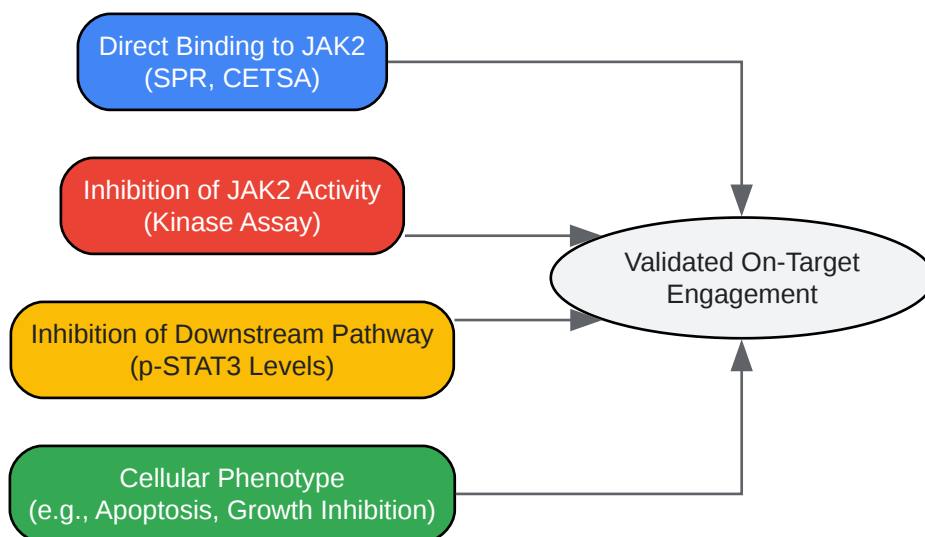 Direct Binding to JAK2
(SPR, CETSA)
Inhibition of JAK2 Activity
(Kinase Assay)
Validated On-Target
Engagement
Inhibition of Downstream Pathway
(p-STAT3 Levels)
Cellular Phenotype
(e.g., Apoptosis, Growth Inhibition)